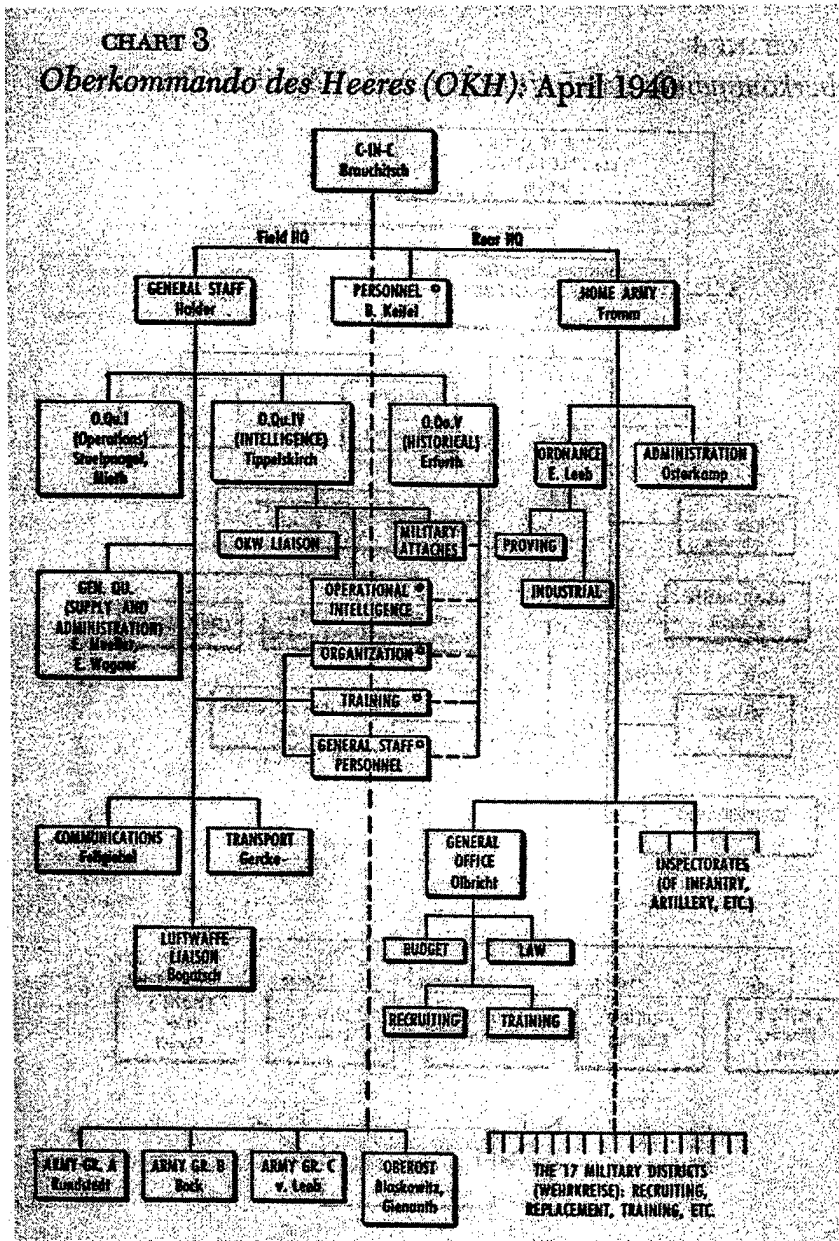 CHART 3
Oberkommando des Heeres (OKH): April 1940
C-IN-C
Brauchitsch
Field HQ
Rear HQ
GENERAL STAFF
Halder
PERSONNEL
B. Keitel
HOME ARMY
Fromm
O.Qu.I
(Operations)
Stuelpnagel,
Mieth
O.Qu.IV
(INTELLIGENCE)
Tippelskirch
O.Qu.V
(HISTORICAL)
Erfurth
ORDNANCE
E. Leeb
ADMINISTRATION
Osterkamp
OKW LIAISON
MILITARY
ATTACHES
PROVING
INDUSTRIAL
GEN. QU.
(SUPPLY AND
ADMINISTRATION)
E. Mueller,
E. Wagner
OPERATIONAL
INTELLIGENCE
ORGANIZATION
TRAINING
GENERAL STAFF
PERSONNEL
COMMUNICATIONS
Fellgiebel
TRANSPORT
Gercke
GENERAL
OFFICE
Olbricht
INSPECTORATES
(OF INFANTRY,
ARTILLERY, ETC.)
LUFTWAFFE
LIAISON
Bogatsch
BUDGET
LAW
RECRUITING
TRAINING
ARMY GR. A
Rundstedt
ARMY GR. B
Bock
ARMY GR. C
v. Leeb
OBEROST
Blaskowitz,
Gienanth
THE 17 MILITARY DISTRICTS
(WEHRKREISE): RECRUITING,
REPLACEMENT, TRAINING, ETC.